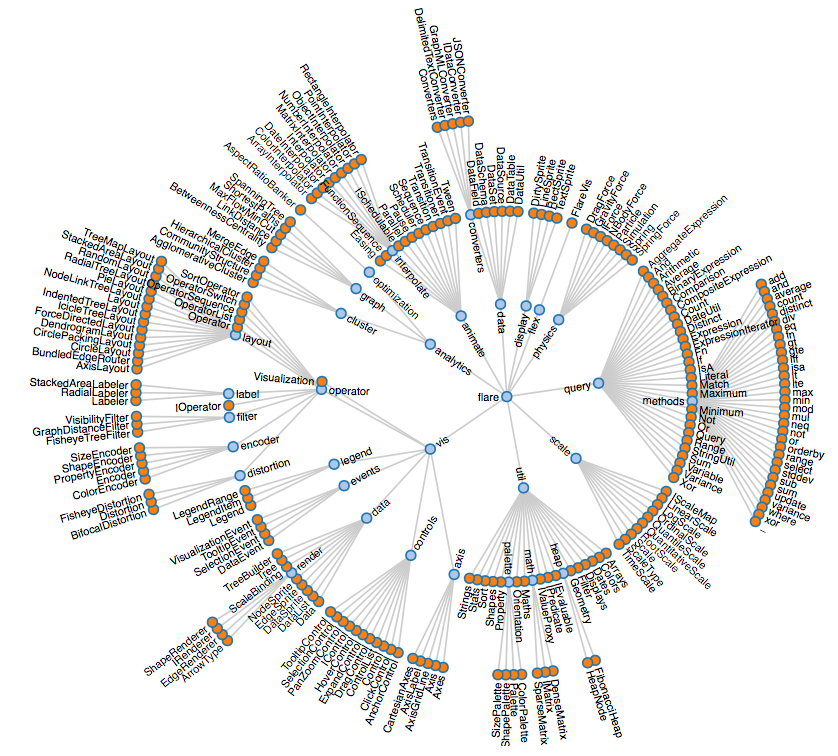 flare
analytics
cluster
AgglomerativeCluster
CommunityStructure
HierarchicalCluster
MergeEdge
graph
BetweennessCentrality
LinkDistance
MaxFlowMinCut
ShortestPaths
SpanningTree
optimization
AspectRatioBanker
animate
Easing
FunctionSequence
interpolate
ArrayInterpolator
ColorInterpolator
DateInterpolator
Interpolator
MatrixInterpolator
NumberInterpolator
ObjectInterpolator
PointInterpolator
RectangleInterpolator
ISchedulable
Parallel
Pause
Scheduler
Sequence
Transition
Transitioner
TransitionEvent
Tween
data
converters
Converters
DelimitedTextConverter
GraphMLConverter
IDataConverter
JSONConverter
DataField
DataSchema
DataSet
DataSource
DataTable
DataUtil
display
DirtySprite
LineSprite
RectSprite
TextSprite
flex
FlareVis
physics
DragForce
GravityForce
IForce
NBodyForce
Particle
Simulation
Spring
SpringForce
query
AggregateExpression
And
Arithmetic
Average
BinaryExpression
Comparison
CompositeExpression
Count
DateUtil
Distinct
Expression
ExpressionIterator
Fn
If
IsA
Literal
Match
Maximum
methods
add
and
average
count
distinct
div
eq
fn
gt
gte
iff
isa
lt
lte
max
min
mod
mul
neq
not
or
orderby
range
select
stddev
sub
sum
update
variance
where
xor
_
Minimum
Not
Or
Query
Range
StringUtil
Sum
Variable
Variance
Xor
scale
IScaleMap
LinearScale
LogScale
OrdinalScale
QuantileScale
QuantitativeScale
RootScale
Scale
ScaleType
TimeScale
util
Arrays
Colors
Dates
Displays
Filter
Geometry
heap
FibonacciHeap
HeapNode
IEvaluable
IPredicate
IValueProxy
math
DenseMatrix
IMatrix
SparseMatrix
Maths
Orientation
palette
ColorPalette
Palette
ShapePalette
SizePalette
Property
Shapes
Sort
Stats
Strings
vis
axis
Axes
Axis
AxisGridLine
AxisLabel
CartesianAxes
controls
AnchorControl
ClickControl
Control
ControlList
DragControl
ExpandControl
HoverControl
IControl
PanZoomControl
SelectionControl
TooltipControl
data
Data
DataList
DataSprite
EdgeSprite
NodeSprite
render
ArrowType
EdgeRenderer
IRenderer
ShapeRenderer
ScaleBinding
Tree
TreeBuilder
events
DataEvent
SelectionEvent
TooltipEvent
VisualizationEvent
legend
Legend
LegendItem
LegendRange
operator
distortion
BifocalDistortion
Distortion
FisheyeDistortion
encoder
ColorEncoder
Encoder
PropertyEncoder
ShapeEncoder
SizeEncoder
filter
FisheyeTreeFilter
GraphDistanceFilter
VisibilityFilter
IOperator
label
Labeler
RadialLabeler
StackedAreaLabeler
layout
AxisLayout
BundledEdgeRouter
CircleLayout
CirclePackingLayout
DendrogramLayout
ForceDirectedLayout
IcicleTreeLayout
IndentedTreeLayout
Layout
NodeLinkTreeLayout
PieLayout
RadialTreeLayout
RandomLayout
StackedAreaLayout
TreeMapLayout
Operator
OperatorList
OperatorSequence
OperatorSwitch
SortOperator
Visualization